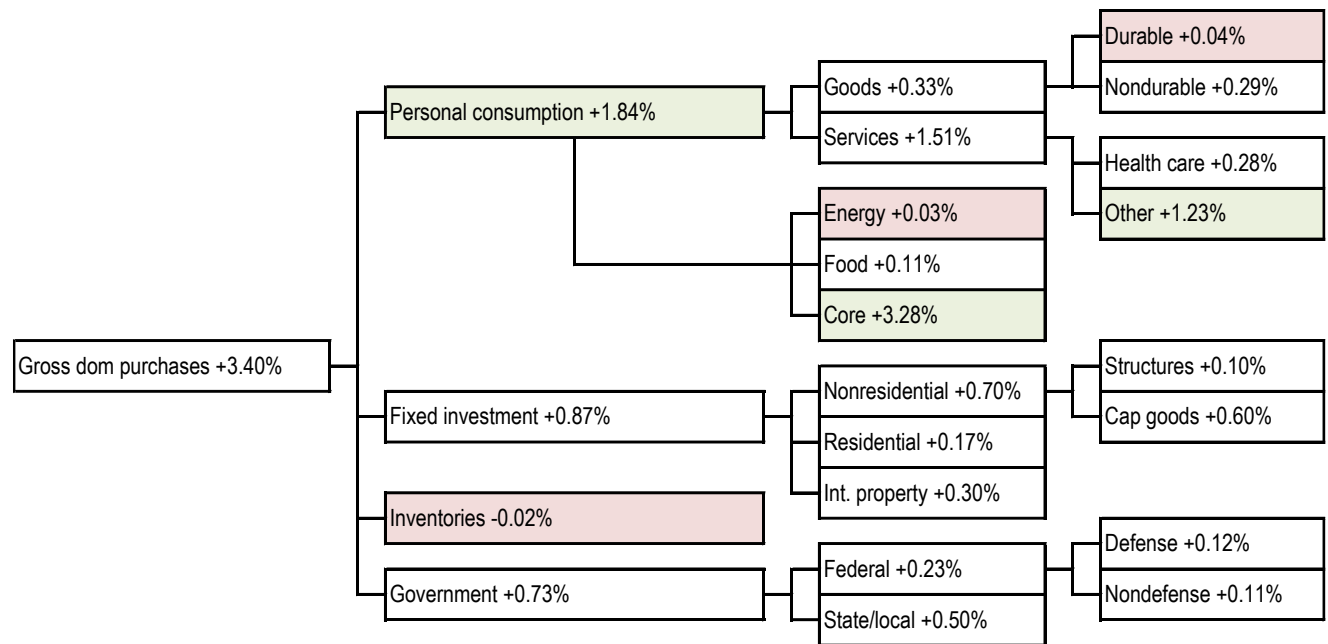 Durable +0.04%
Goods +0.33%
Nondurable +0.29%
Personal consumption +1.84%
Services +1.51%
Health care +0.28%
Energy +0.03%
Other +1.23%
Food +0.11%
Core +3.28%
Gross dom purchases +3.40%
Structures +0.10%
Nonresidential +0.70%
Fixed investment +0.87%
Cap goods +0.60%
Residential +0.17%
Int. property +0.30%
Inventories -0.02%
Defense +0.12%
Federal +0.23%
Government +0.73%
Nondefense +0.11%
State/local +0.50%